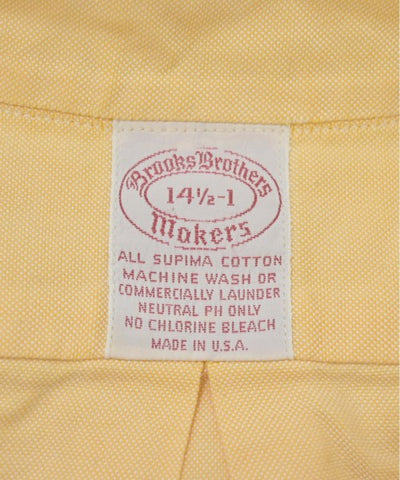 Brooks Brothers
14½-1
Makers
ALL SUPIMA COTTON
MACHINE WASH OR
COMMERCIALLY LAUNDER
NEUTRAL PH ONLY
NO CHLORINE BLEACH
MADE IN U.S.A.